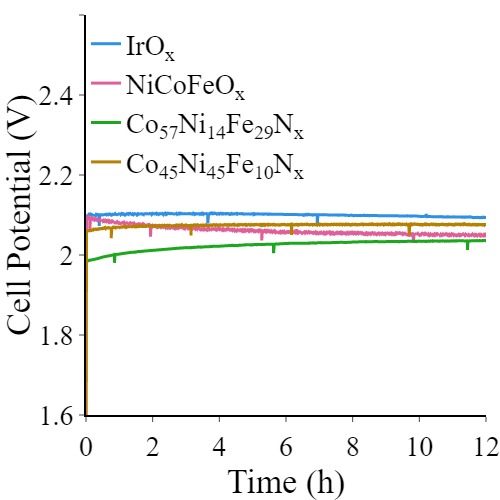 IrOₓ
NiCoFeOₓ
Co₅₇Ni₁₄Fe₂₉Nₓ
Co₄₅Ni₄₅Fe₁₀Nₓ
Cell Potential (V)
2.4
2.2
2
1.8
1.6
0 2 4 6 8 10 12
Time (h)